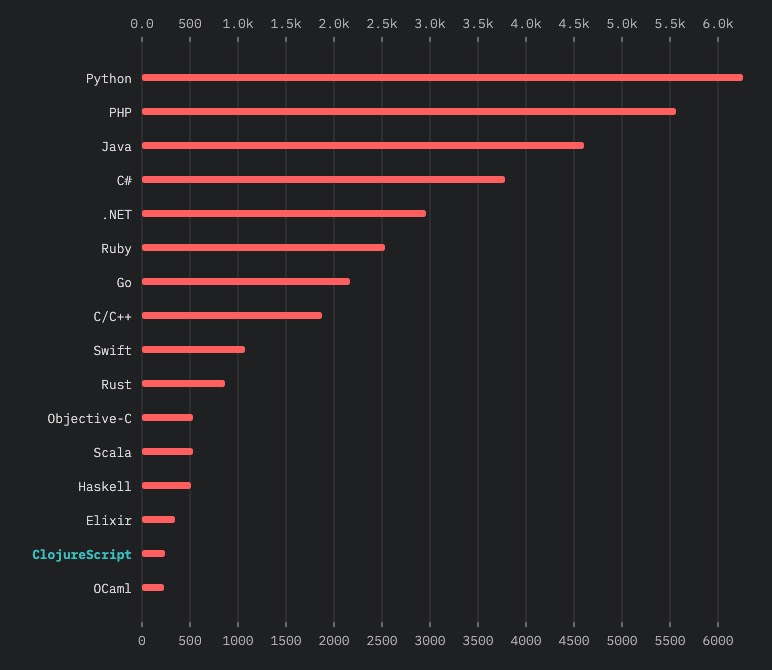 0.0 500 1.0k 1.5k 2.0k 2.5k 3.0k 3.5k 4.0k 4.5k 5.0k 5.5k 6.0k
Python
PHP
Java
C#
.NET
Ruby
Go
C/C++
Swift
Rust
Objective-C
Scala
Haskell
Elixir
ClojureScript
OCaml
0 500 1000 1500 2000 2500 3000 3500 4000 4500 5000 5500 6000